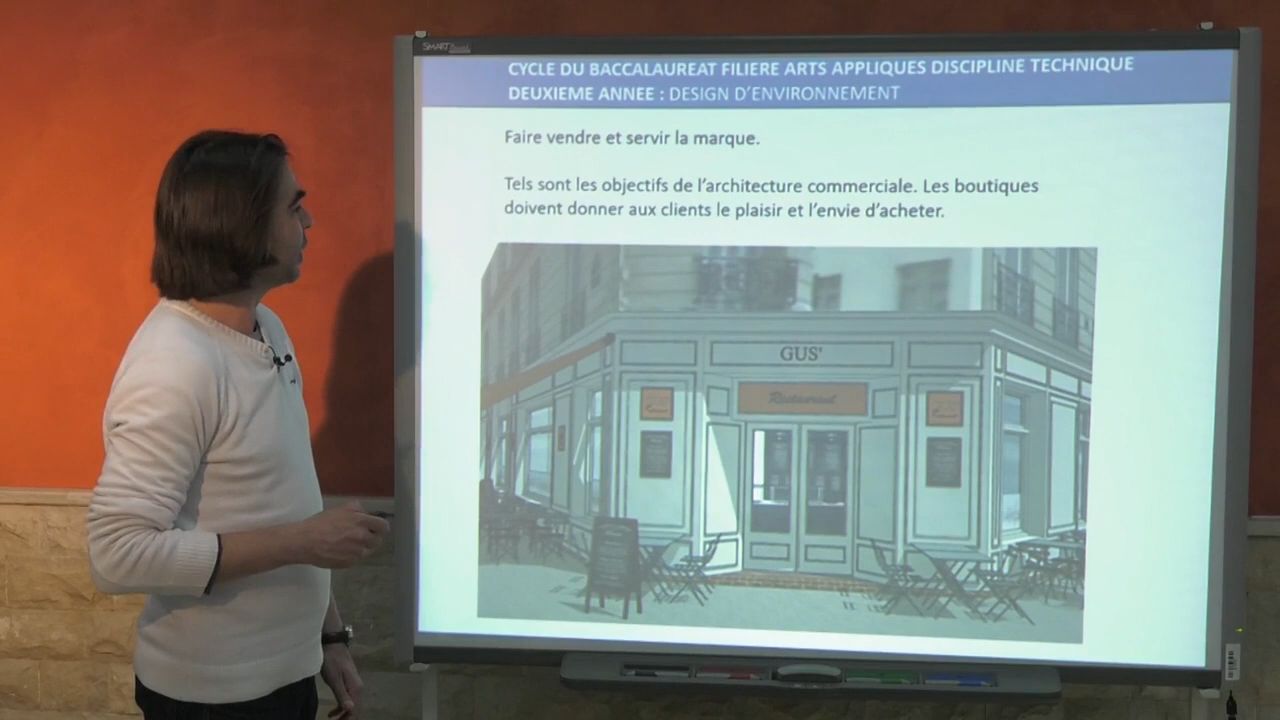 SMART Board
CYCLE DU BACCALAUREAT FILIERE ARTS APPLIQUES DISCIPLINE TECHNIQUE
DEUXIEME ANNEE : DESIGN D'ENVIRONNEMENT
Faire vendre et servir la marque.
Tels sont les objectifs de l'architecture commerciale. Les boutiques
doivent donner aux clients le plaisir et l'envie d'acheter.
GUS'
Restaurant